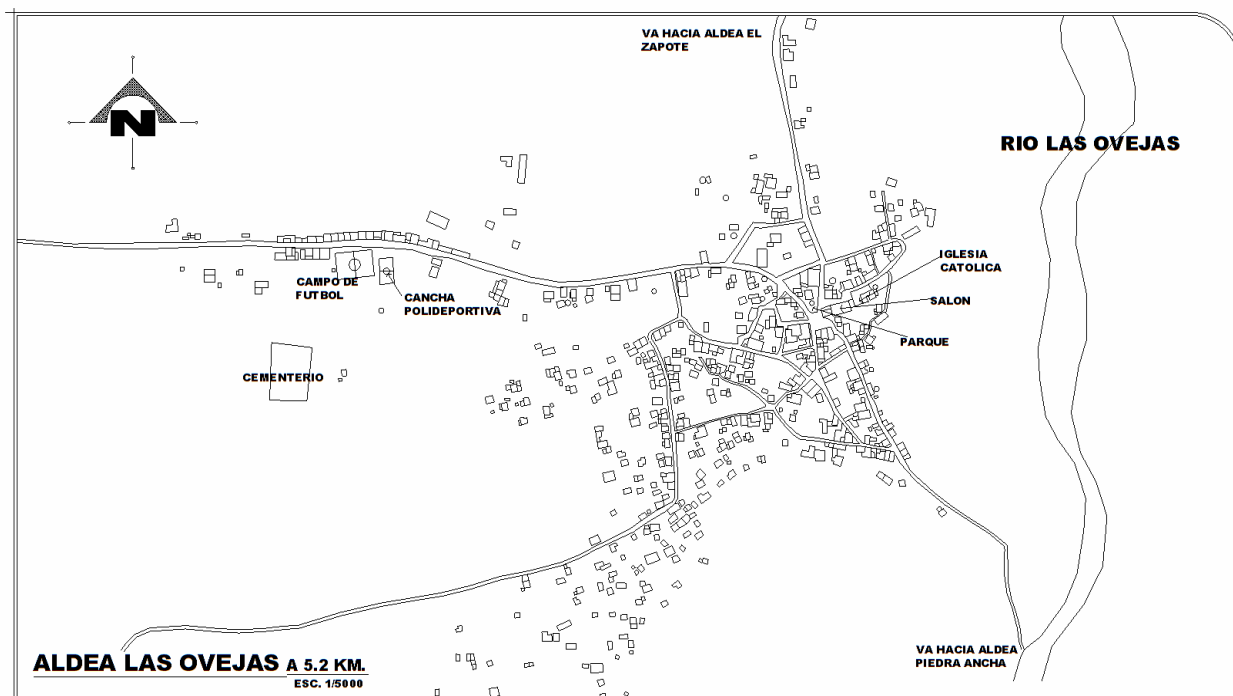 VA HACIA ALDEA EL
ZAPOTE
N
RIO LAS OVEJAS
IGLESIA
CATOLICA
CAMPO DE
FUTBOL
CANCHA
POLIDEPORTIVA
SALON
PARQUE
CEMENTERIO
VA HACIA ALDEA
PIEDRA ANCHA
ALDEA LAS OVEJAS A 5.2 KM.
ESC. 1/5000